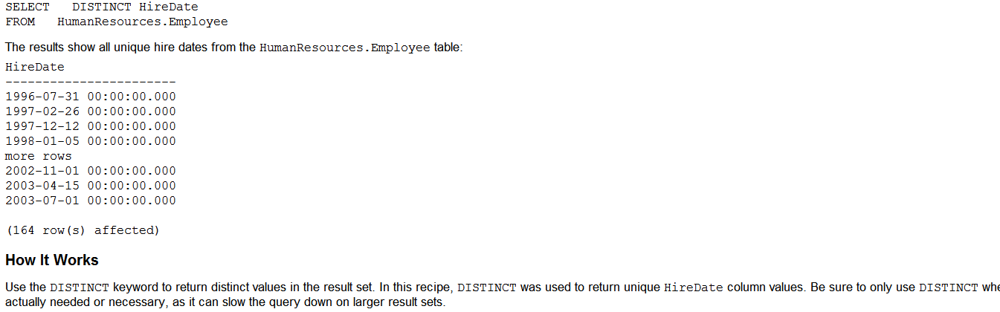 SELECT   DISTINCT HireDate
FROM   HumanResources.Employee
The results show all unique hire dates from the HumanResources.Employee table:
HireDate
-----------------------
1996-07-31 00:00:00.000
1997-02-26 00:00:00.000
1997-12-12 00:00:00.000
1998-01-05 00:00:00.000
more rows
2002-11-01 00:00:00.000
2003-04-15 00:00:00.000
2003-07-01 00:00:00.000
(164 row(s) affected)
How It Works
Use the DISTINCT keyword to return distinct values in the result set. In this recipe, DISTINCT was used to return unique HireDate column values. Be sure to only use DISTINCT
actually needed or necessary, as it can slow the query down on larger result sets.